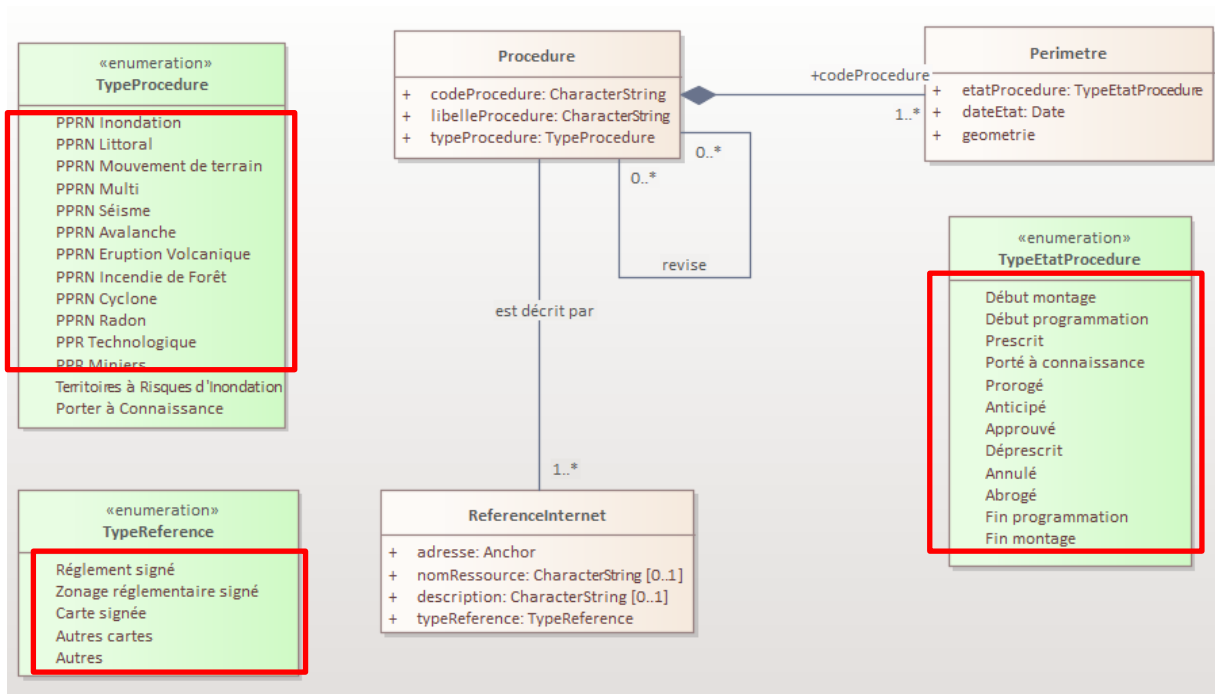 «enumeration»
TypeProcedure
PPRN Inondation
PPRN Littoral
PPRN Mouvement de terrain
PPRN Multi
PPRN Séisme
PPRN Avalanche
PPRN Eruption Volcanique
PPRN Incendie de Forêt
PPRN Cyclone
PPRN Radon
PPR Technologique
PPR Miniers
Territoires à Risques d'Inondation
Porter à Connaissance
Procedure
+ codeProcedure: CharacterString
+ libelleProcedure: CharacterString
+ typeProcedure: TypeProcedure
+codeProcedure
1..*
Perimetre
+ etatProcedure: TypeEtatProcedure
+ dateEtat: Date
+ geometrie
0..*
0..*
revise
est décrit par
1..*
«enumeration»
TypeEtatProcedure
Début montage
Début programmation
Prescrit
Porté à connaissance
Prorogé
Anticipé
Approuvé
Déprescrit
Annulé
Abrogé
Fin programmation
Fin montage
«enumeration»
TypeReference
Réglement signé
Zonage réglementaire signé
Carte signée
Autres cartes
Autres
ReferenceInternet
+ adresse: Anchor
+ nomRessource: CharacterString [0..1]
+ description: CharacterString [0..1]
+ typeReference: TypeReference